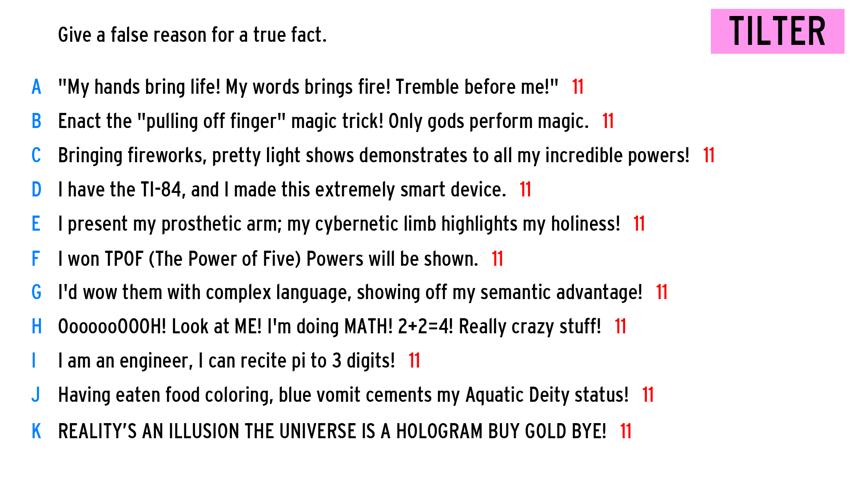 Give a false reason for a true fact.
TILTER
A "My hands bring life! My words brings fire! Tremble before me!" 11
B Enact the "pulling off finger" magic trick! Only gods perform magic. 11
C Bringing fireworks, pretty light shows demonstrates to all my incredible powers! 11
D I have the TI-84, and I made this extremely smart device. 11
E I present my prosthetic arm; my cybernetic limb highlights my holiness! 11
F I won TPOF (The Power of Five) Powers will be shown. 11
G I'd wow them with complex language, showing off my semantic advantage! 11
H OoooooOOOH! Look at ME! I'm doing MATH! 2+2=4! Really crazy stuff! 11
I I am an engineer, I can recite pi to 3 digits! 11
J Having eaten food coloring, blue vomit cements my Aquatic Deity status! 11
K REALITY'S AN ILLUSION THE UNIVERSE IS A HOLOGRAM BUY GOLD BYE! 11